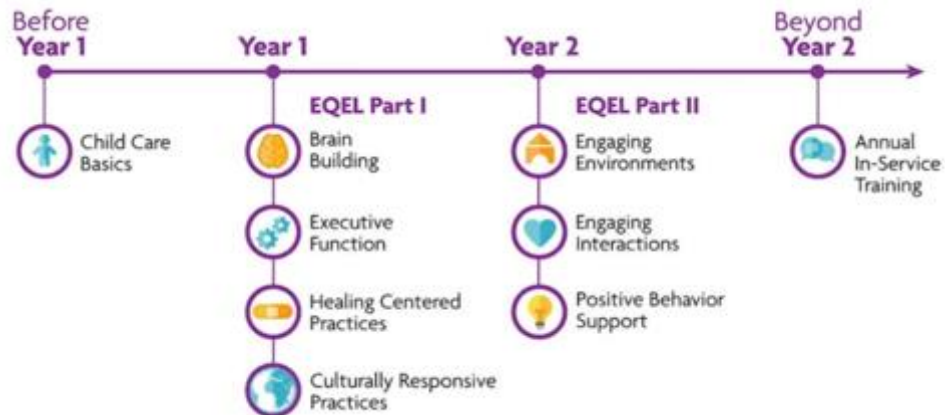 Before
Year 1
Year 1
Year 2
Beyond
Year 2
EQEL Part I
EQEL Part II
Child Care
Basics
Brain
Building
Engaging
Environments
Annual
In-Service
Training
Executive
Function
Engaging
Interactions
Healing Centered
Practices
Positive Behavior
Support
Culturally Responsive
Practices